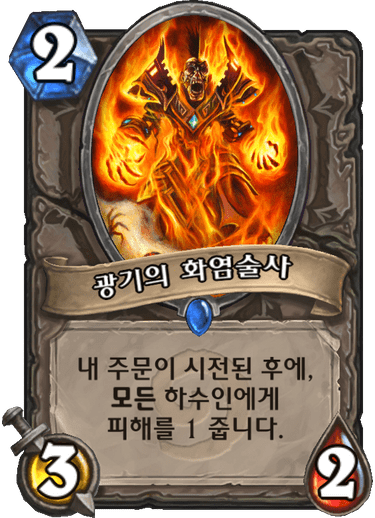 2
광기의 화염술사
내 주문이 시전된 후에,
모든 하수인에게
피해를 1 줍니다.
3
2